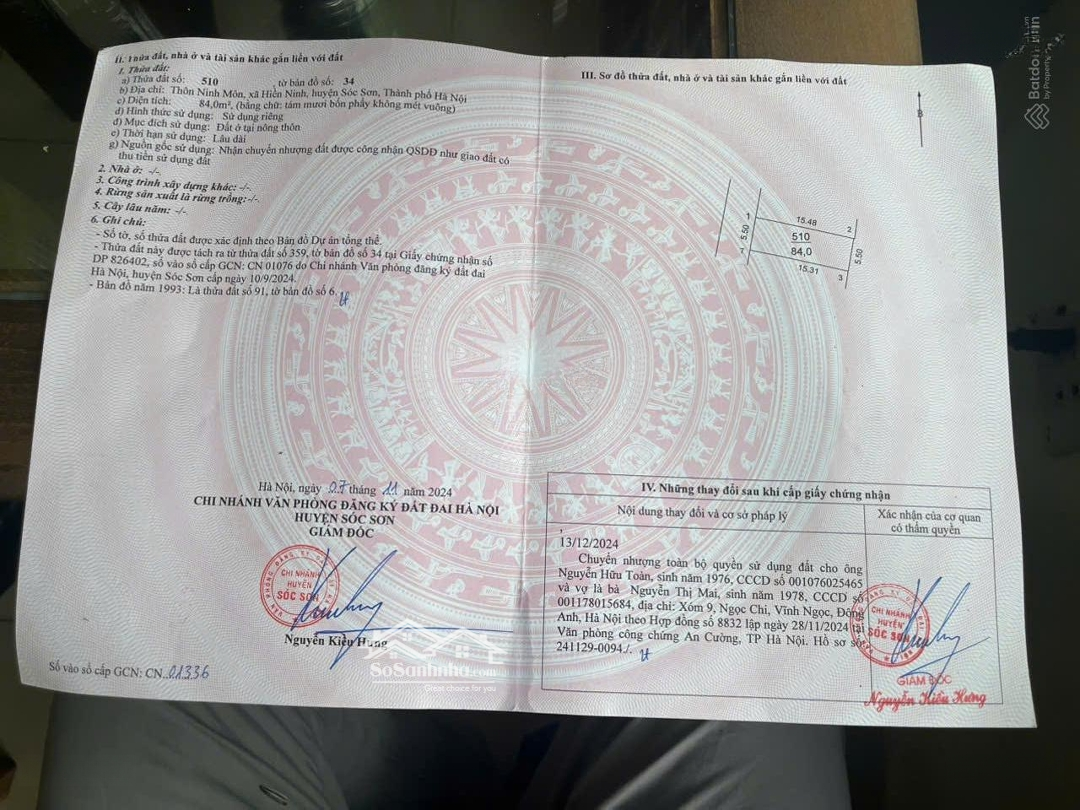 II. Thửa đất, nhà ở và tài sản khác gắn liền với đất
1. Thửa đất:
a) Thửa đất số: 510, tờ bản đồ số: 34
b) Địa chỉ: Thôn Ninh Môn, xã Hiền Ninh, huyện Sóc Sơn, Thành phố Hà Nội
c) Diện tích: 84,0m², (bằng chữ: tám mươi bốn phẩy không mét vuông)
d) Hình thức sử dụng: Sử dụng riêng
đ) Mục đích sử dụng: Đất ở tại nông thôn
e) Thời hạn sử dụng: Lâu dài
g) Nguồn gốc sử dụng: Nhận chuyển nhượng đất được công nhận QSDĐ như giao đất có
thu tiền sử dụng đất
2. Nhà ở: -/-
3. Công trình xây dựng khác: -/-
4. Rừng sản xuất là rừng trồng: -/-.
5. Cây lâu năm: -/-
6. Ghi chú:
- Số tờ, số thửa đất được xác định theo Bản đồ Dự án tổng thể.
- Thửa đất này được tách ra từ thửa đất số 359, tờ bản đồ số 34 tại Giấy chứng nhận số
DP 826402, số vào sổ cấp GCN: CN 01076 do Chi nhánh Văn phòng đăng ký đất đai
Hà Nội, huyện Sóc Sơn cấp ngày 10/9/2024.
- Bản đồ năm 1993: Là thửa đất số 91, tờ bản đồ số 6.
Hà Nội, ngày 07 tháng 11 năm 2024
CHI NHÁNH VĂN PHÒNG ĐĂNG KÝ ĐẤT ĐAI HÀ NỘI
HUYỆN SÓC SƠN
GIÁM ĐỐC
CHI NHÁNH
HUYỆN
SÓC SƠN
Nguyễn Kiều Hưng
Số vào sổ cấp GCN: CN 01336
III. Sơ đồ thửa đất, nhà ở và tài sản khác gắn liền với đất
B
1
15.48
2
5.50
510
84,0
5.50
4
15.31
3
IV. Những thay đổi sau khi cấp giấy chứng nhận
Nội dung thay đổi và cơ sở pháp lý
Xác nhận của cơ quan
có thẩm quyền
13/12/2024
Chuyển nhượng toàn bộ quyền sử dụng đất cho ông
Nguyễn Hữu Toàn, sinh năm 1976, CCCD số 001076025465
và vợ là bà Nguyễn Thị Mai, sinh năm 1978, CCCD số
001178015684, địa chỉ: Xóm 9, Ngọc Chi, Vĩnh Ngọc, Đông
Anh, Hà Nội theo Hợp đồng số 8832 lập ngày 28/11/2024 tại
Văn phòng công chứng An Cường, TP Hà Nội. Hồ sơ số
241129-0094./.
CHI NHÁNH
HUYỆN
SÓC SƠN
GIÁM ĐỐC
Nguyễn Kiều Hưng
SoSanhnha.com
Great choice for you
Batdongsan
by PropertyGuru